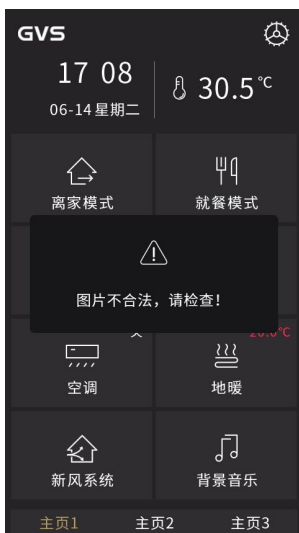 GVS
17 08
06-14 星期二
30.5℃
离家模式
就餐模式
图片不合法，请检查！
空调
地暖
新风系统
背景音乐
主页1
主页2
主页3